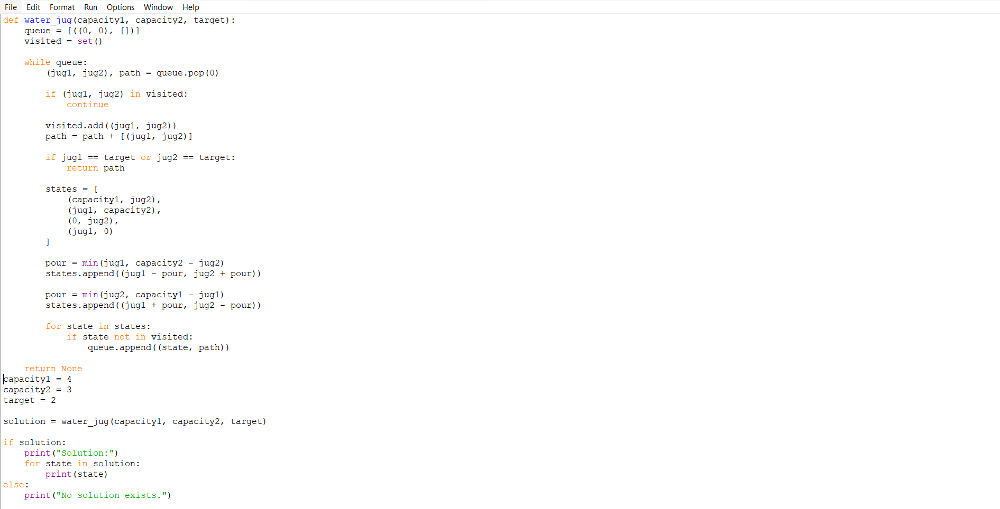 File Edit Format Run Options Window Help
def water_jug(capacity1, capacity2, target):
    queue = [((0, 0), [])]
    visited = set()

    while queue:
        (jug1, jug2), path = queue.pop(0)

        if (jug1, jug2) in visited:
            continue

        visited.add((jug1, jug2))
        path = path + [(jug1, jug2)]

        if jug1 == target or jug2 == target:
            return path

        states = [
            (capacity1, jug2),
            (jug1, capacity2),
            (0, jug2),
            (jug1, 0)
        ]

        pour = min(jug1, capacity2 - jug2)
        states.append((jug1 - pour, jug2 + pour))

        pour = min(jug2, capacity1 - jug1)
        states.append((jug1 + pour, jug2 - pour))

        for state in states:
            if state not in visited:
                queue.append((state, path))

    return None
capacity1 = 4
capacity2 = 3
target = 2

solution = water_jug(capacity1, capacity2, target)

if solution:
    print("Solution:")
    for state in solution:
        print(state)
else:
    print("No solution exists.")